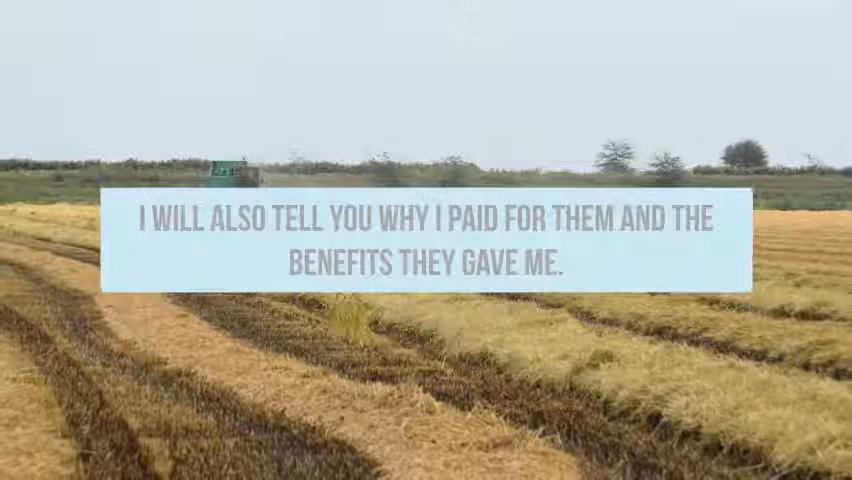 I WILL ALSO TELL YOU WHY I PAID FOR THEM AND THE
BENEFITS THEY GAVE ME.